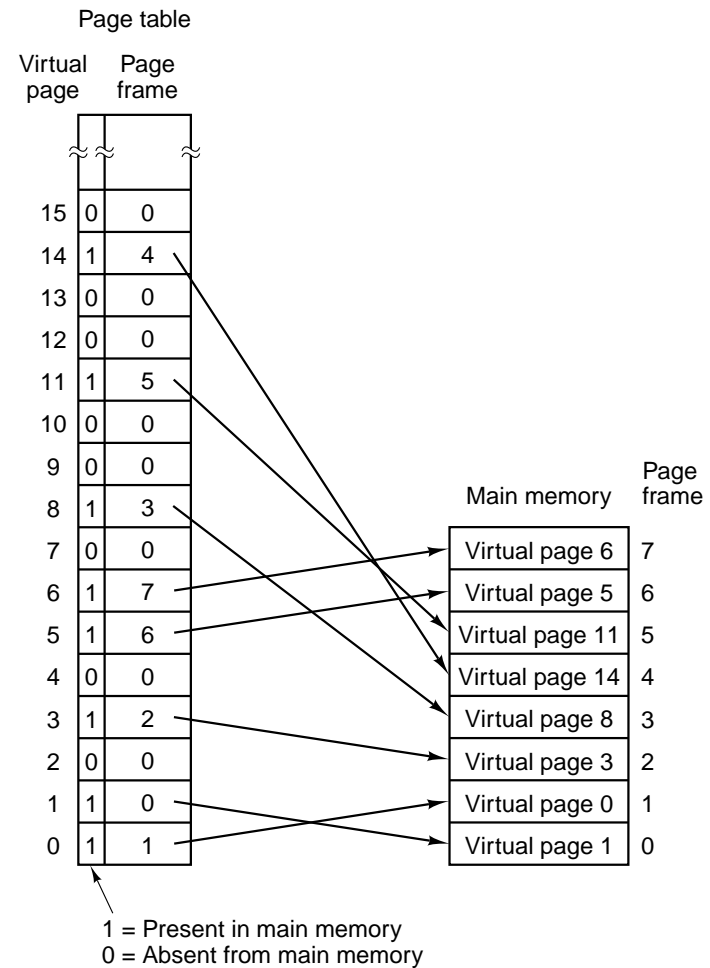 Page table
Virtual page
Page frame
15 0 0
14 1 4
13 0 0
12 0 0
11 1 5
10 0 0
9 0 0
8 1 3
7 0 0
6 1 7
5 1 6
4 0 0
3 1 2
2 0 0
1 1 0
0 1 1
1 = Present in main memory
0 = Absent from main memory
Main memory
Page frame
Virtual page 6 7
Virtual page 5 6
Virtual page 11 5
Virtual page 14 4
Virtual page 8 3
Virtual page 3 2
Virtual page 0 1
Virtual page 1 0